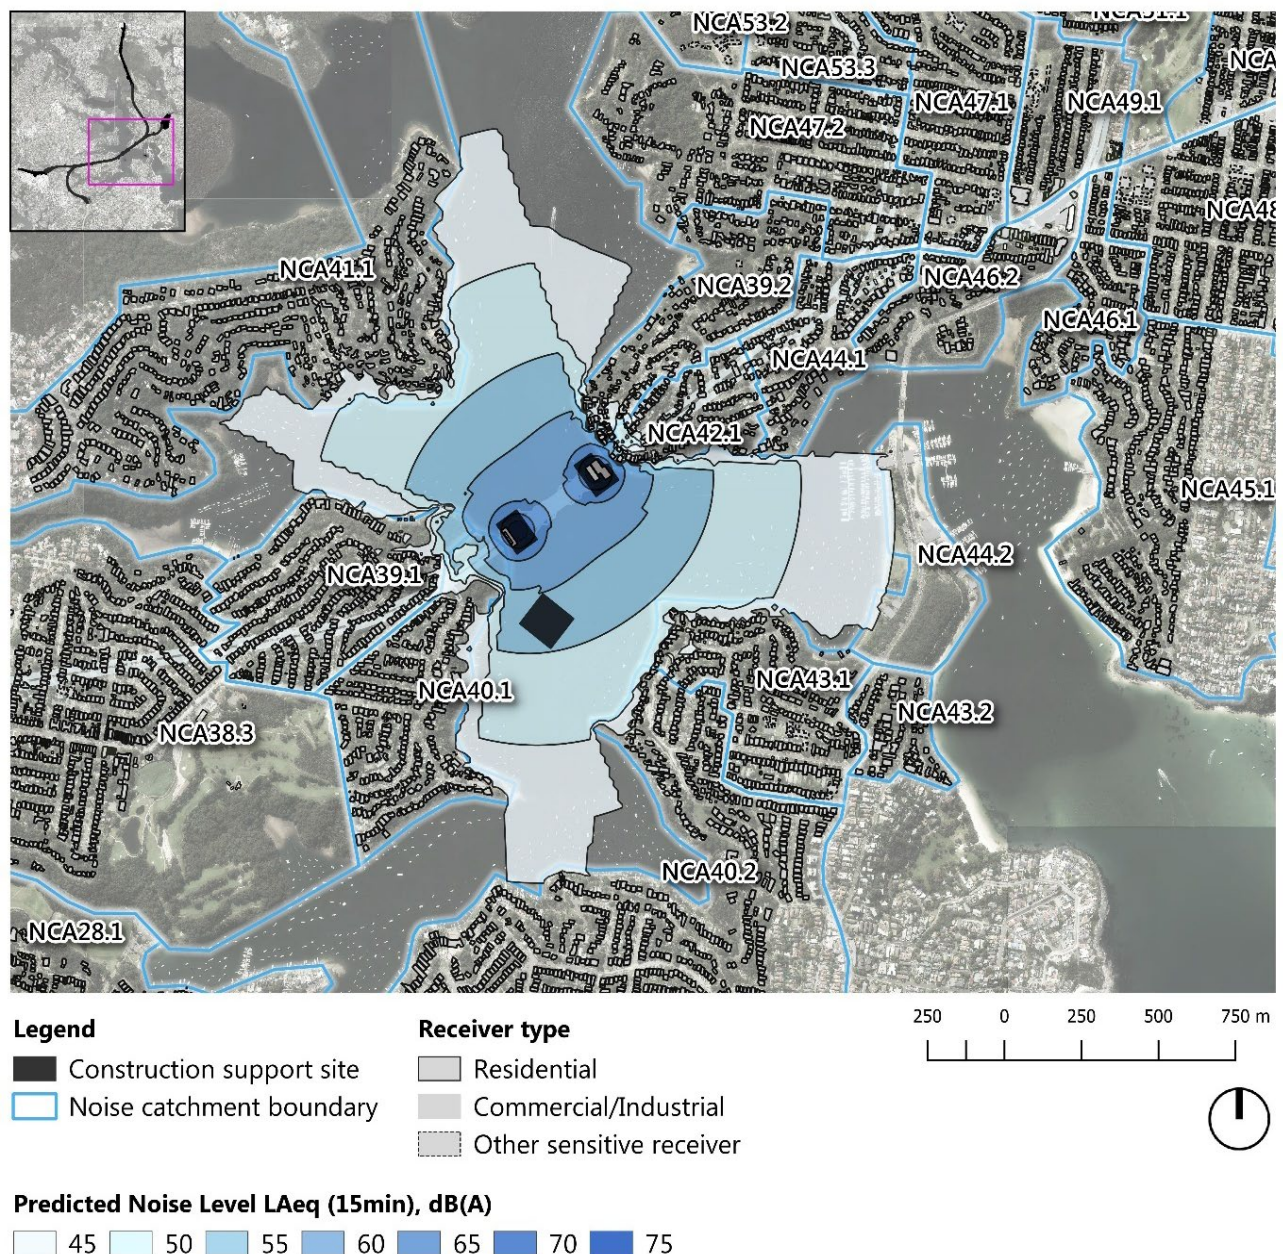 NCA53.2
NCA51.1
NCA53.3
NCA
NCA47.1
NCA49.1
NCA47.2
NCA48
NCA41.1
NCA39.2
NCA46.2
NCA46.1
NCA44.1
NCA42.1
NCA45.1
NCA44.2
NCA39.1
NCA43.1
NCA40.1
NCA43.2
NCA38.3
NCA40.2
NCA28.1
Legend
Construction support site
Noise catchment boundary
Receiver type
Residential
Commercial/Industrial
Other sensitive receiver
250 0 250 500 750 m
Predicted Noise Level LAeq (15min), dB(A)
45 50 55 60 65 70 75